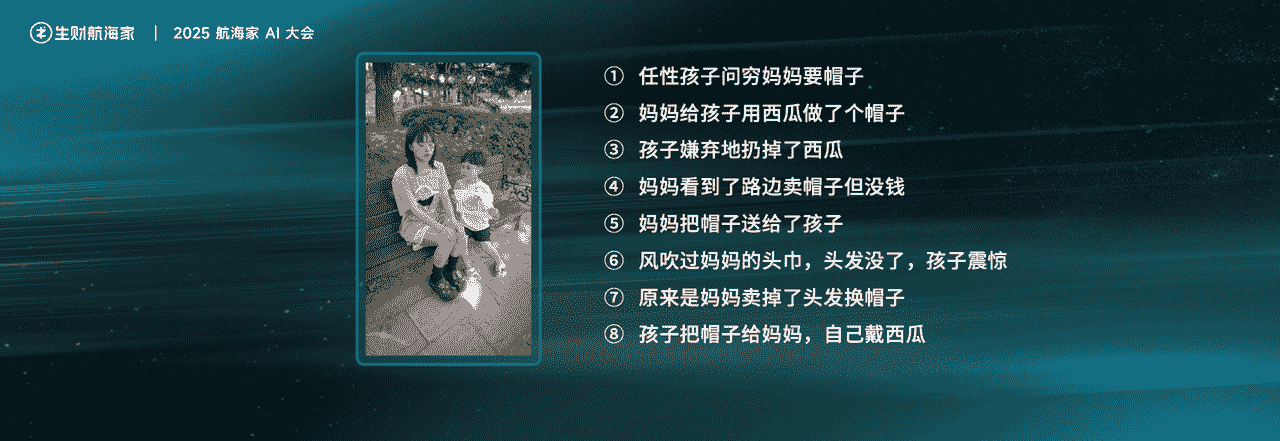 生财航海家 | 2025 航海家 AI 大会
① 任性孩子问穷妈妈要帽子
② 妈妈给孩子用西瓜做了个帽子
③ 孩子嫌弃地扔掉了西瓜
④ 妈妈看到了路边卖帽子但没钱
⑤ 妈妈把帽子送给了孩子
⑥ 风吹过妈妈的头巾，头发没了，孩子震惊
⑦ 原来是妈妈卖掉了头发换帽子
⑧ 孩子把帽子给妈妈，自己戴西瓜